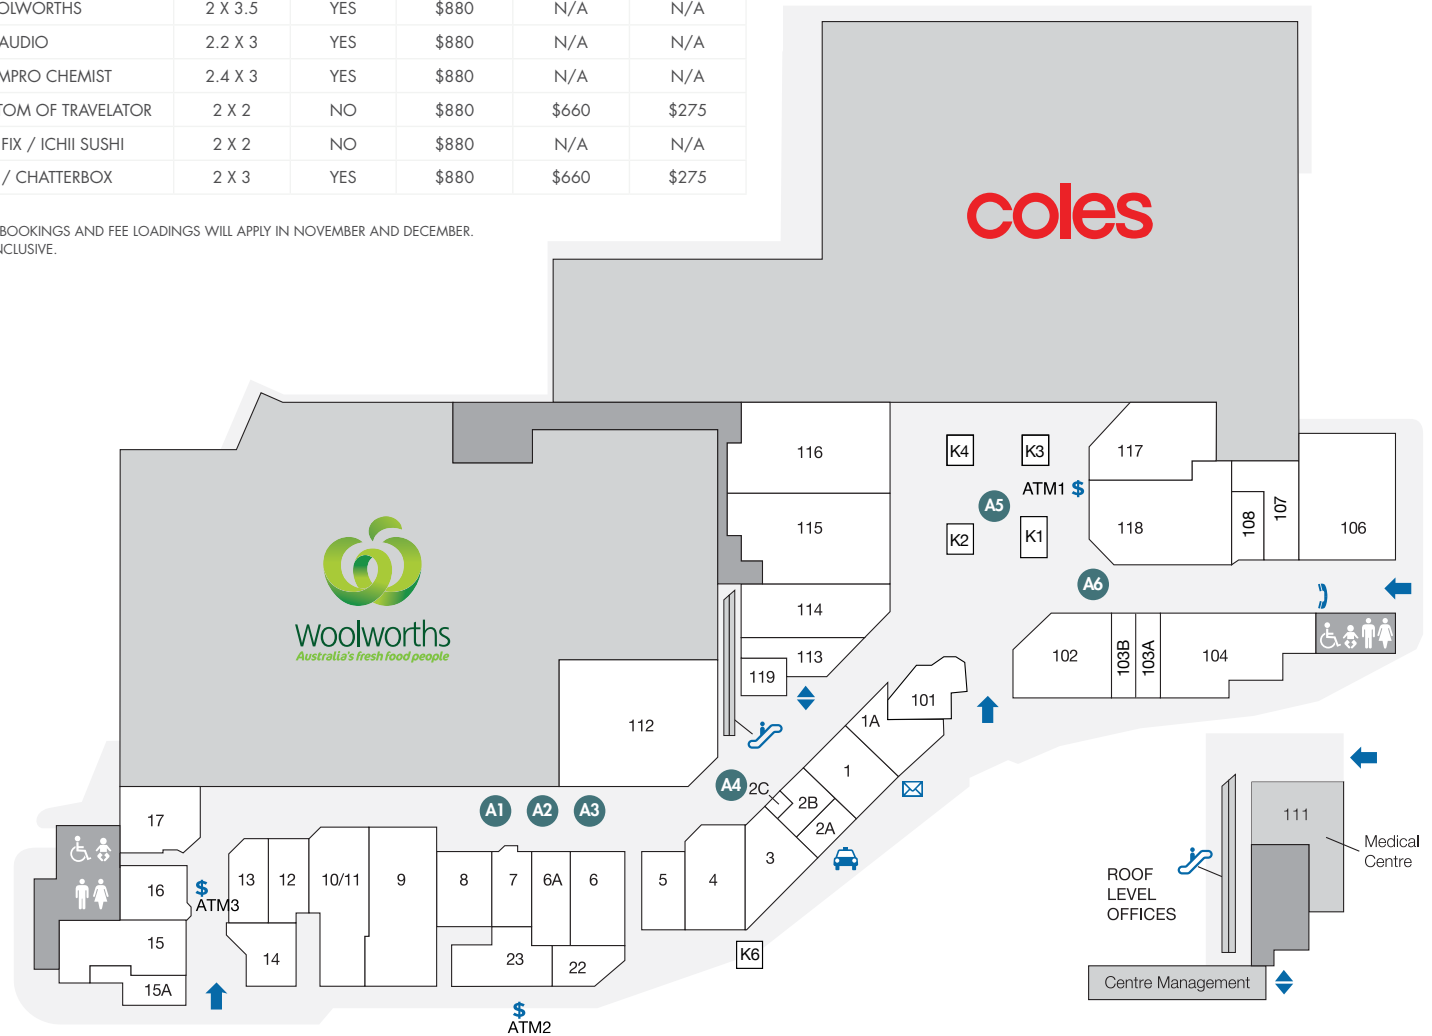 OLWORTHS 2 X 3.5 YES $880 N/A N/A
AUDIO 2.2 X 3 YES $880 N/A N/A
MPRO CHEMIST 2.4 X 3 YES $880 N/A N/A
TOM OF TRAVELATOR 2 X 2 NO $880 $660 $275
FIX / ICHII SUSHI 2 X 2 NO $880 N/A N/A
/ CHATTERBOX 2 X 3 YES $880 $660 $275
BOOKINGS AND FEE LOADINGS WILL APPLY IN NOVEMBER AND DECEMBER.
NCLUSIVE.
coles
116
K4
K3
117
ATM1 $
A5
115
K2
K1
118
108
107
106
A6
Woolworths
Australia's fresh food people
114
113
119
112
102
103B
103A
104
101
1A
1
A4
2C
2B
2A
3
A1
A2
A3
17
16
$
ATM3
13
12
10/11
9
8
7
6A
6
5
4
15
14
23
22
K6
15A
$
ATM2
111
Medical
Centre
ROOF
LEVEL
OFFICES
Centre Management